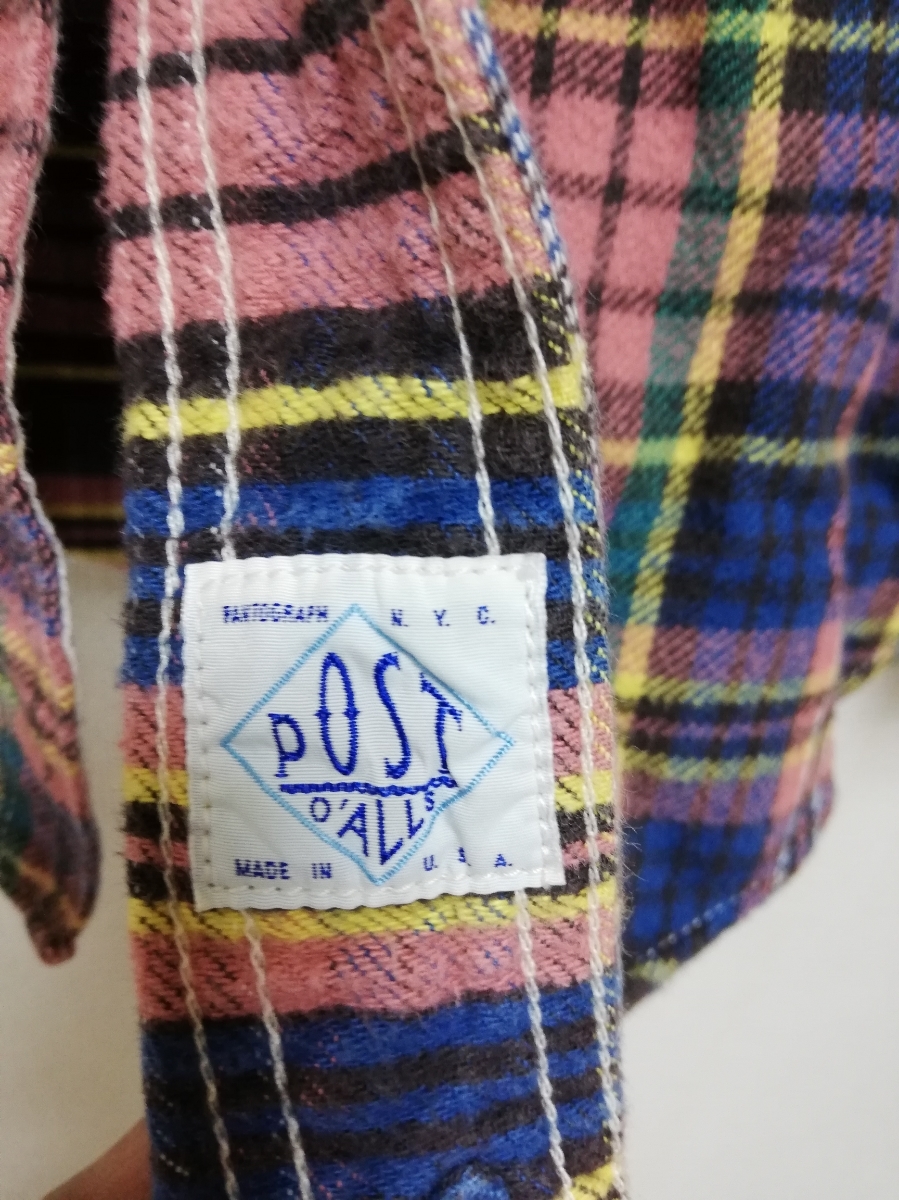 PANTOGRAPH N. Y. C.
POST
O'ALLS
MADE IN U. S. A.